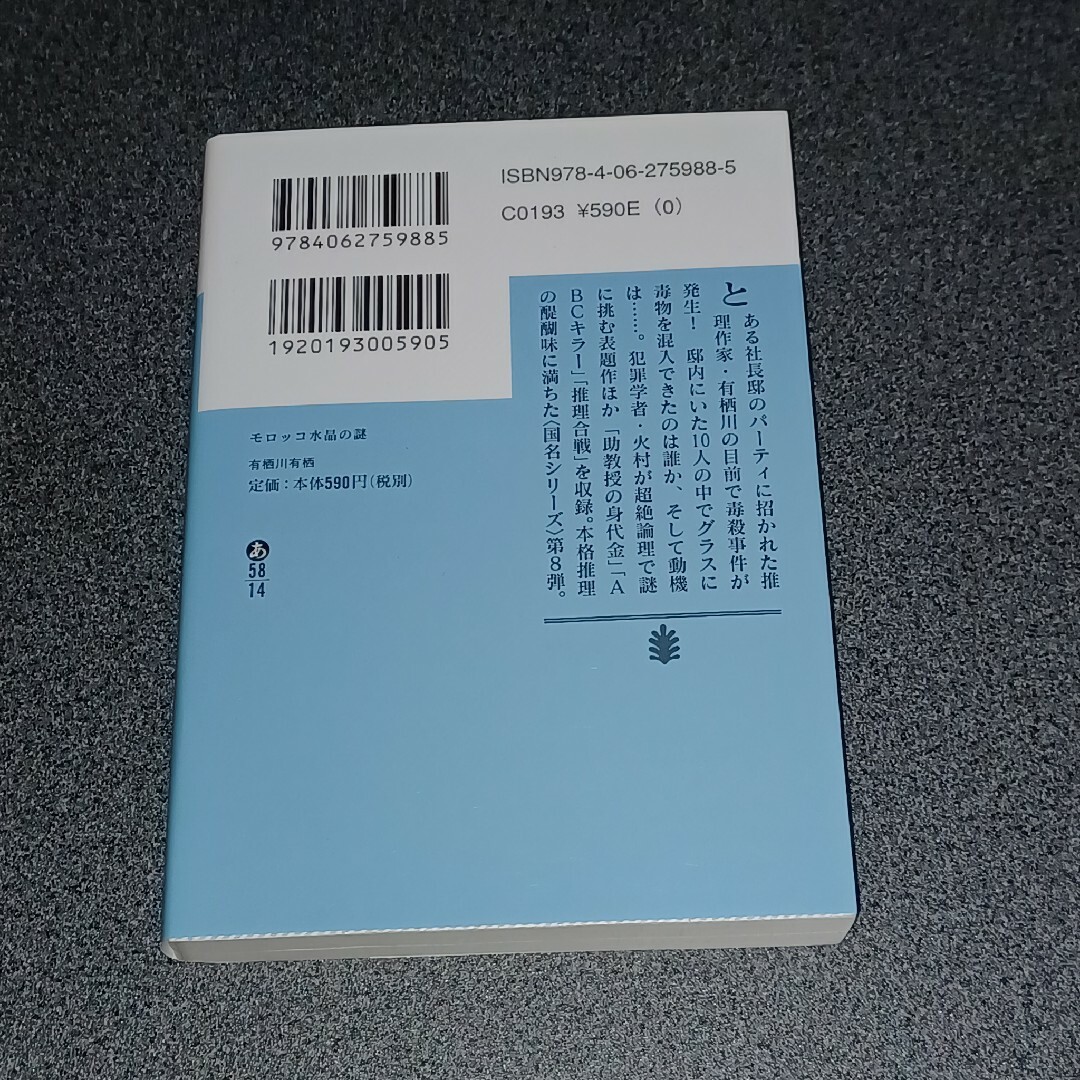 ISBN978-4-06-275988-5
C0193 ¥590E (0)
9784062759885
1920193005905
とある社長邸のパーティに招かれた推
理作家・有栖川の目前で毒殺事件が
発生! 邸内にいた10人の中でグラスに
毒物を混入できたのは誰か、そして動機
は……。犯罪学者・火村が超絶論理で謎
に挑む表題作ほか「助教授の身代金」「A
BCキラー」「推理合戦」を収録。本格推理
の醍醐味に満ちた〈国名シリーズ〉第8弾。
モロッコ水晶の謎
有栖川有栖
定価:本体590円(税別)
あ
58
14